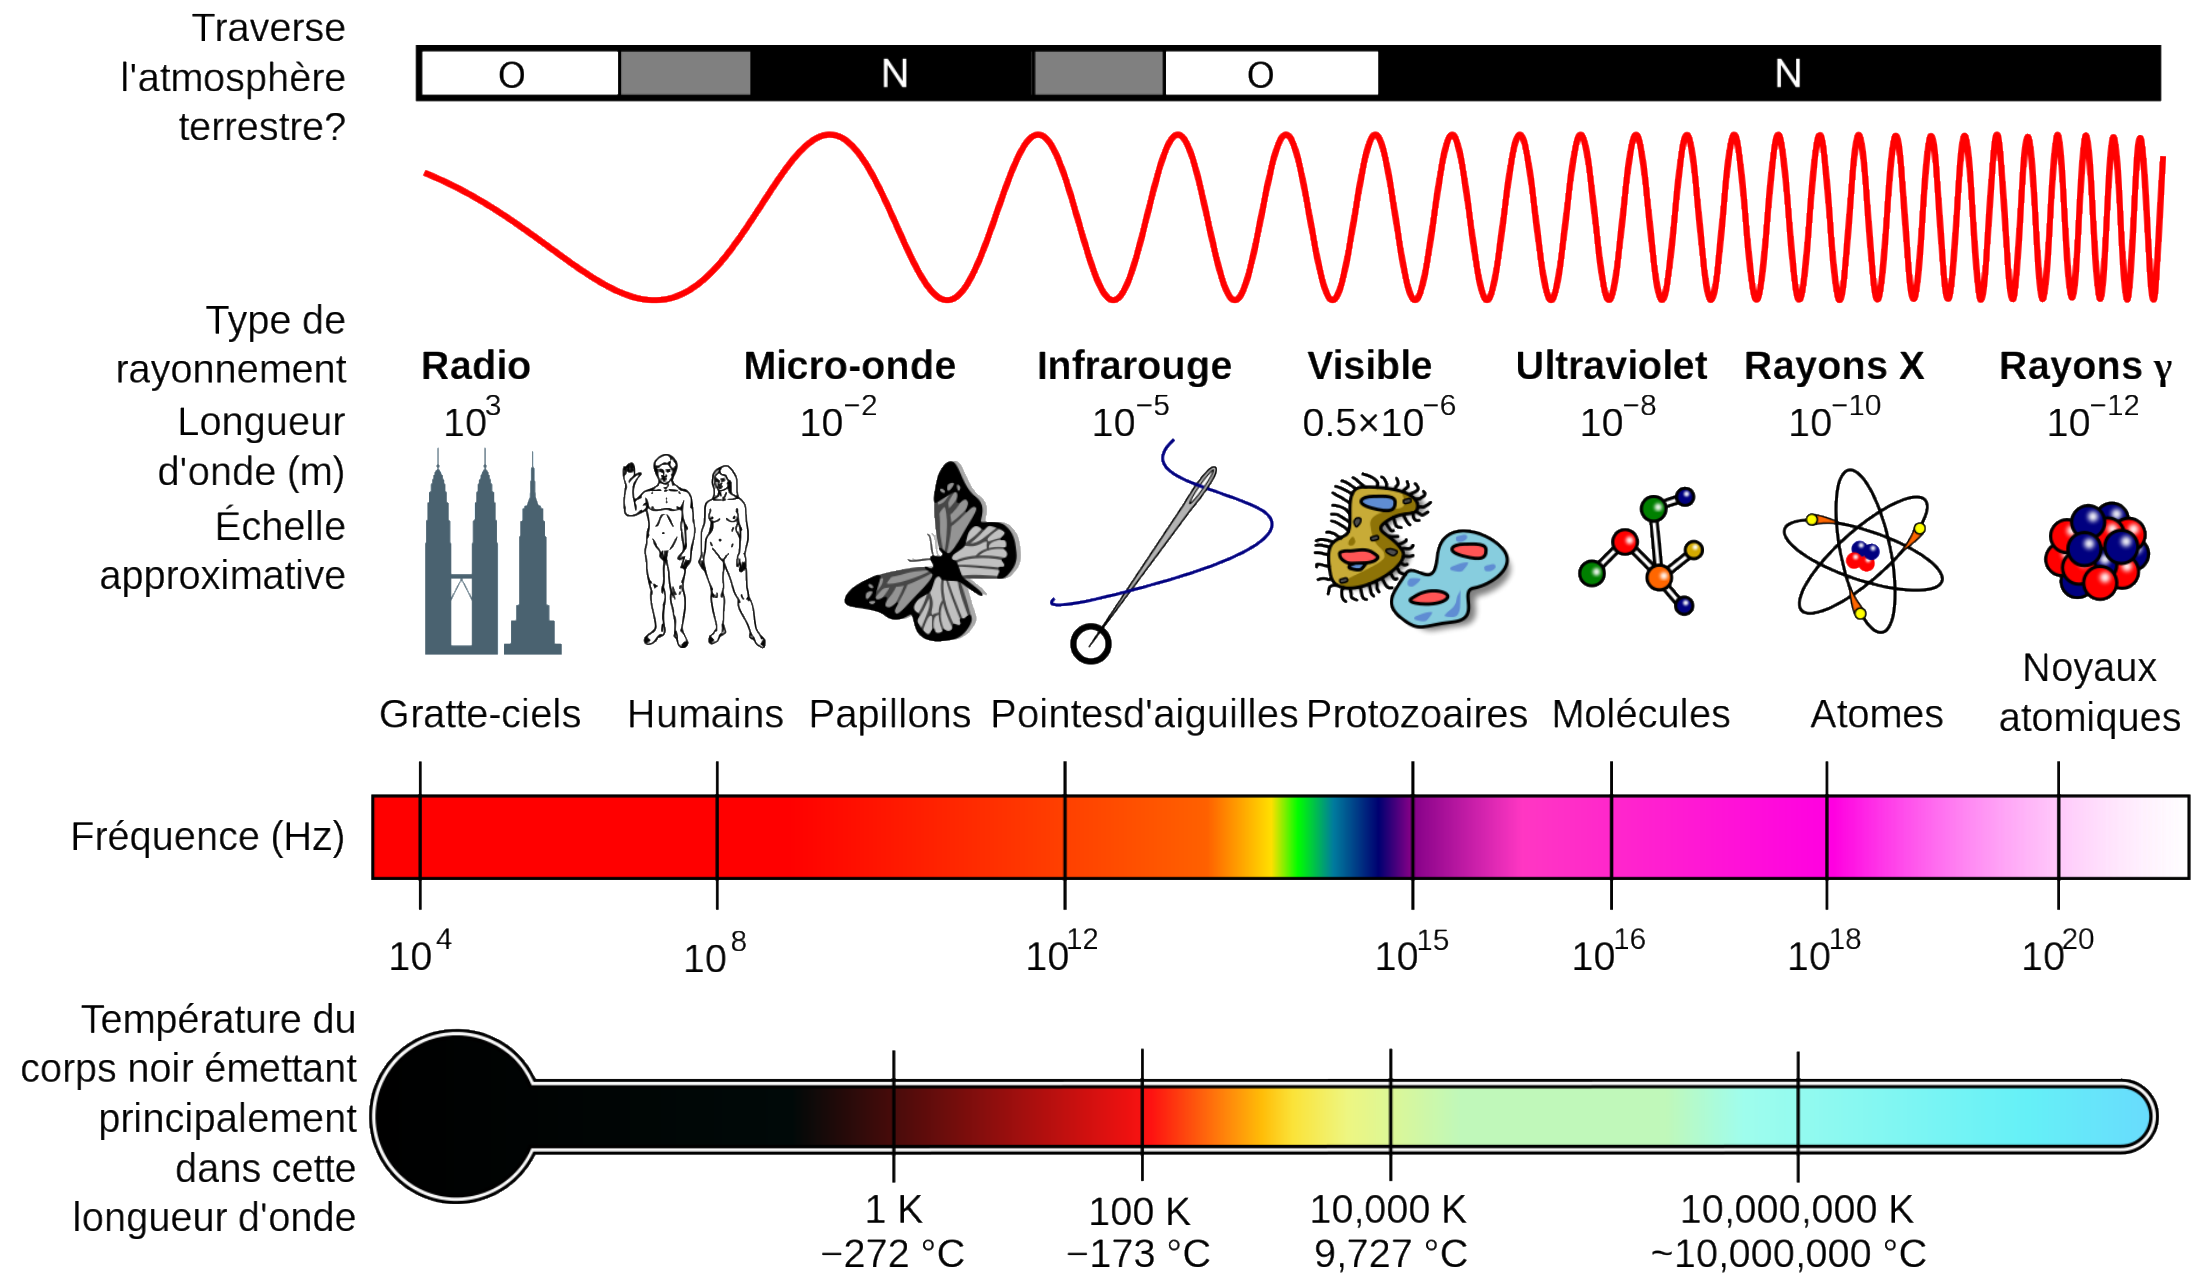 Traverse
l'atmosphère
terrestre?
O N O N
Type de
rayonnement
Radio Micro-onde Infrarouge Visible Ultraviolet Rayons X Rayons γ
Longueur
d'onde (m)
10³ 10⁻² 10⁻⁵ 0.5×10⁻⁶ 10⁻⁸ 10⁻¹⁰ 10⁻¹²
Échelle
approximative
Gratte-ciels Humains Papillons Pointesd'aiguilles Protozoaires Molécules Atomes Noyaux
atomiques
Fréquence (Hz)
10⁴ 10⁸ 10¹² 10¹⁵ 10¹⁶ 10¹⁸ 10²⁰
Température du
corps noir émettant
principalement
dans cette
longueur d'onde
1 K 100 K 10,000 K 10,000,000 K
−272 °C −173 °C 9,727 °C ~10,000,000 °C